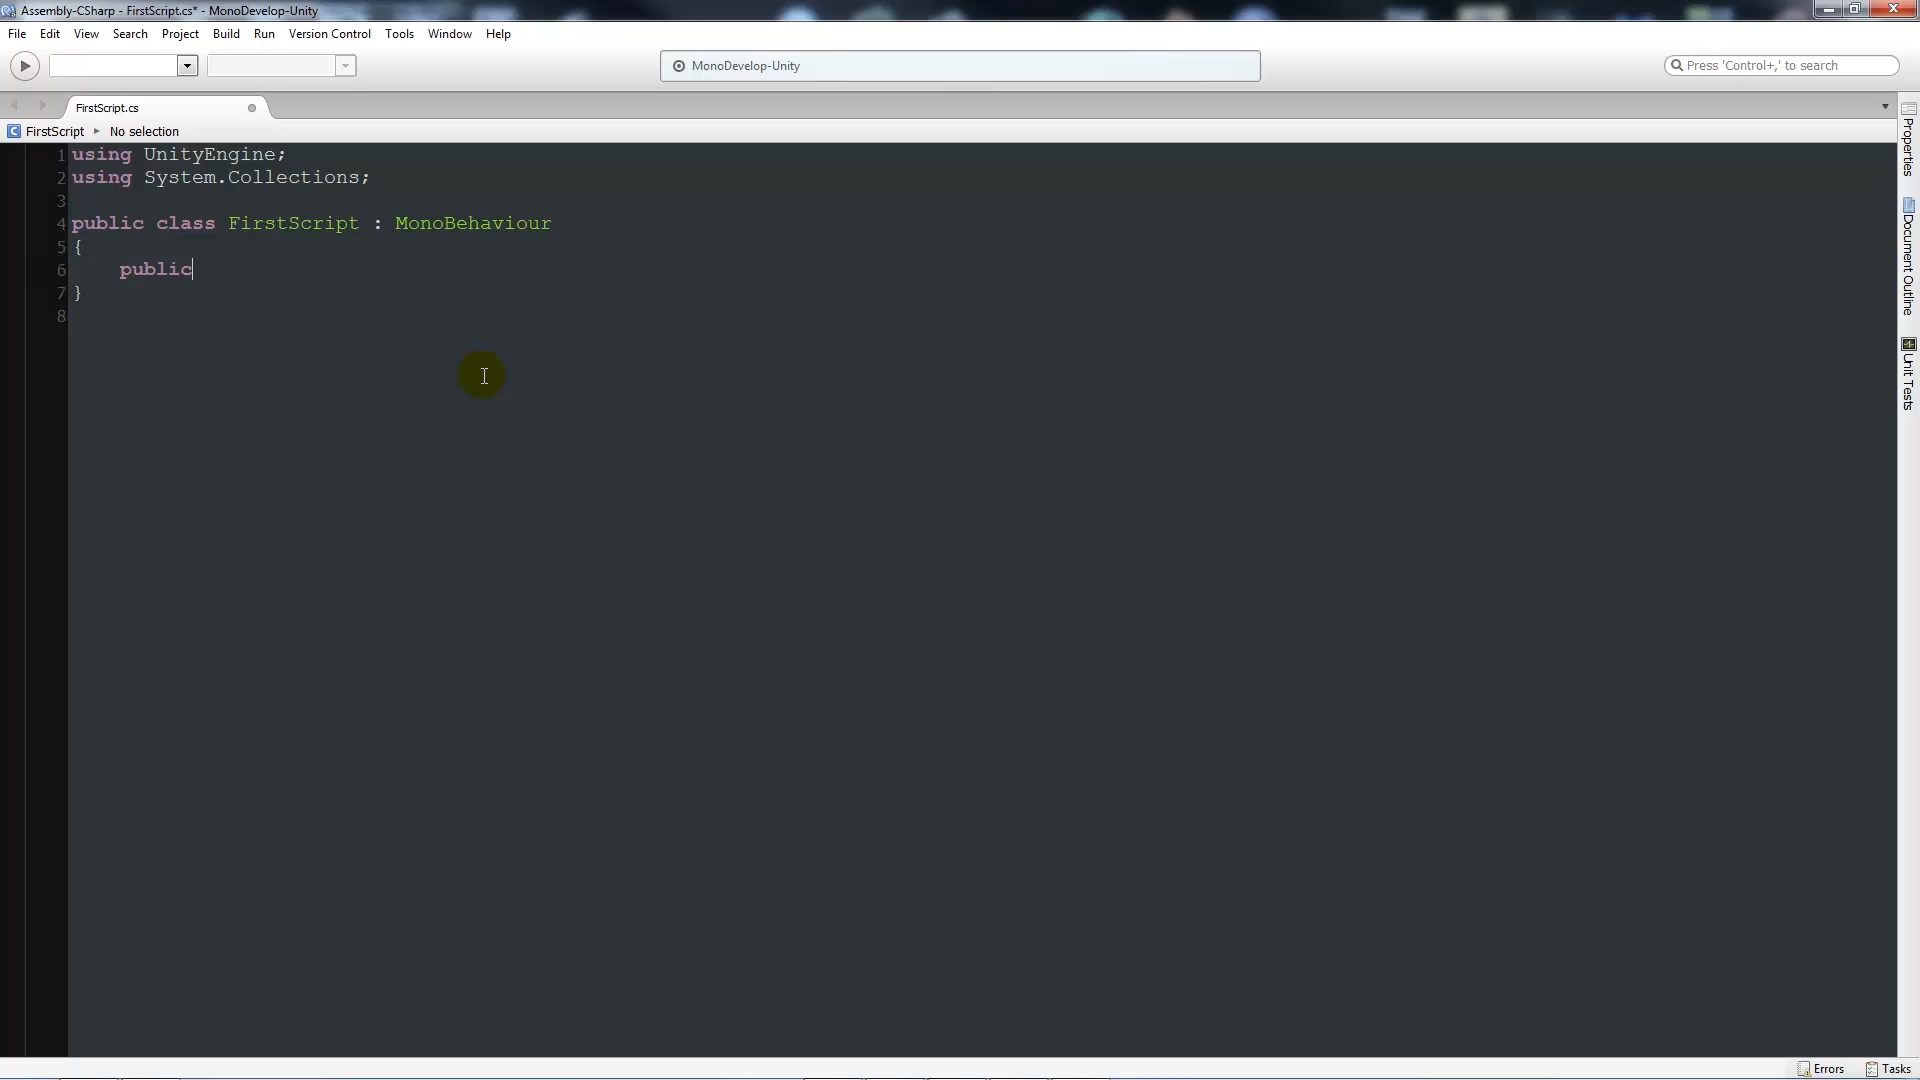 Assembly-CSharp - FirstScript.cs* - MonoDevelop-Unity
File Edit View Search Project Build Run Version Control Tools Window Help
MonoDevelop-Unity
Press 'Control+,' to search
FirstScript.cs
FirstScript No selection
1 using UnityEngine;
2 using System.Collections;
3
4 public class FirstScript : MonoBehaviour
5 {
6 public
7 }
8
Properties
Document Outline
Unit Tests
Errors Tasks